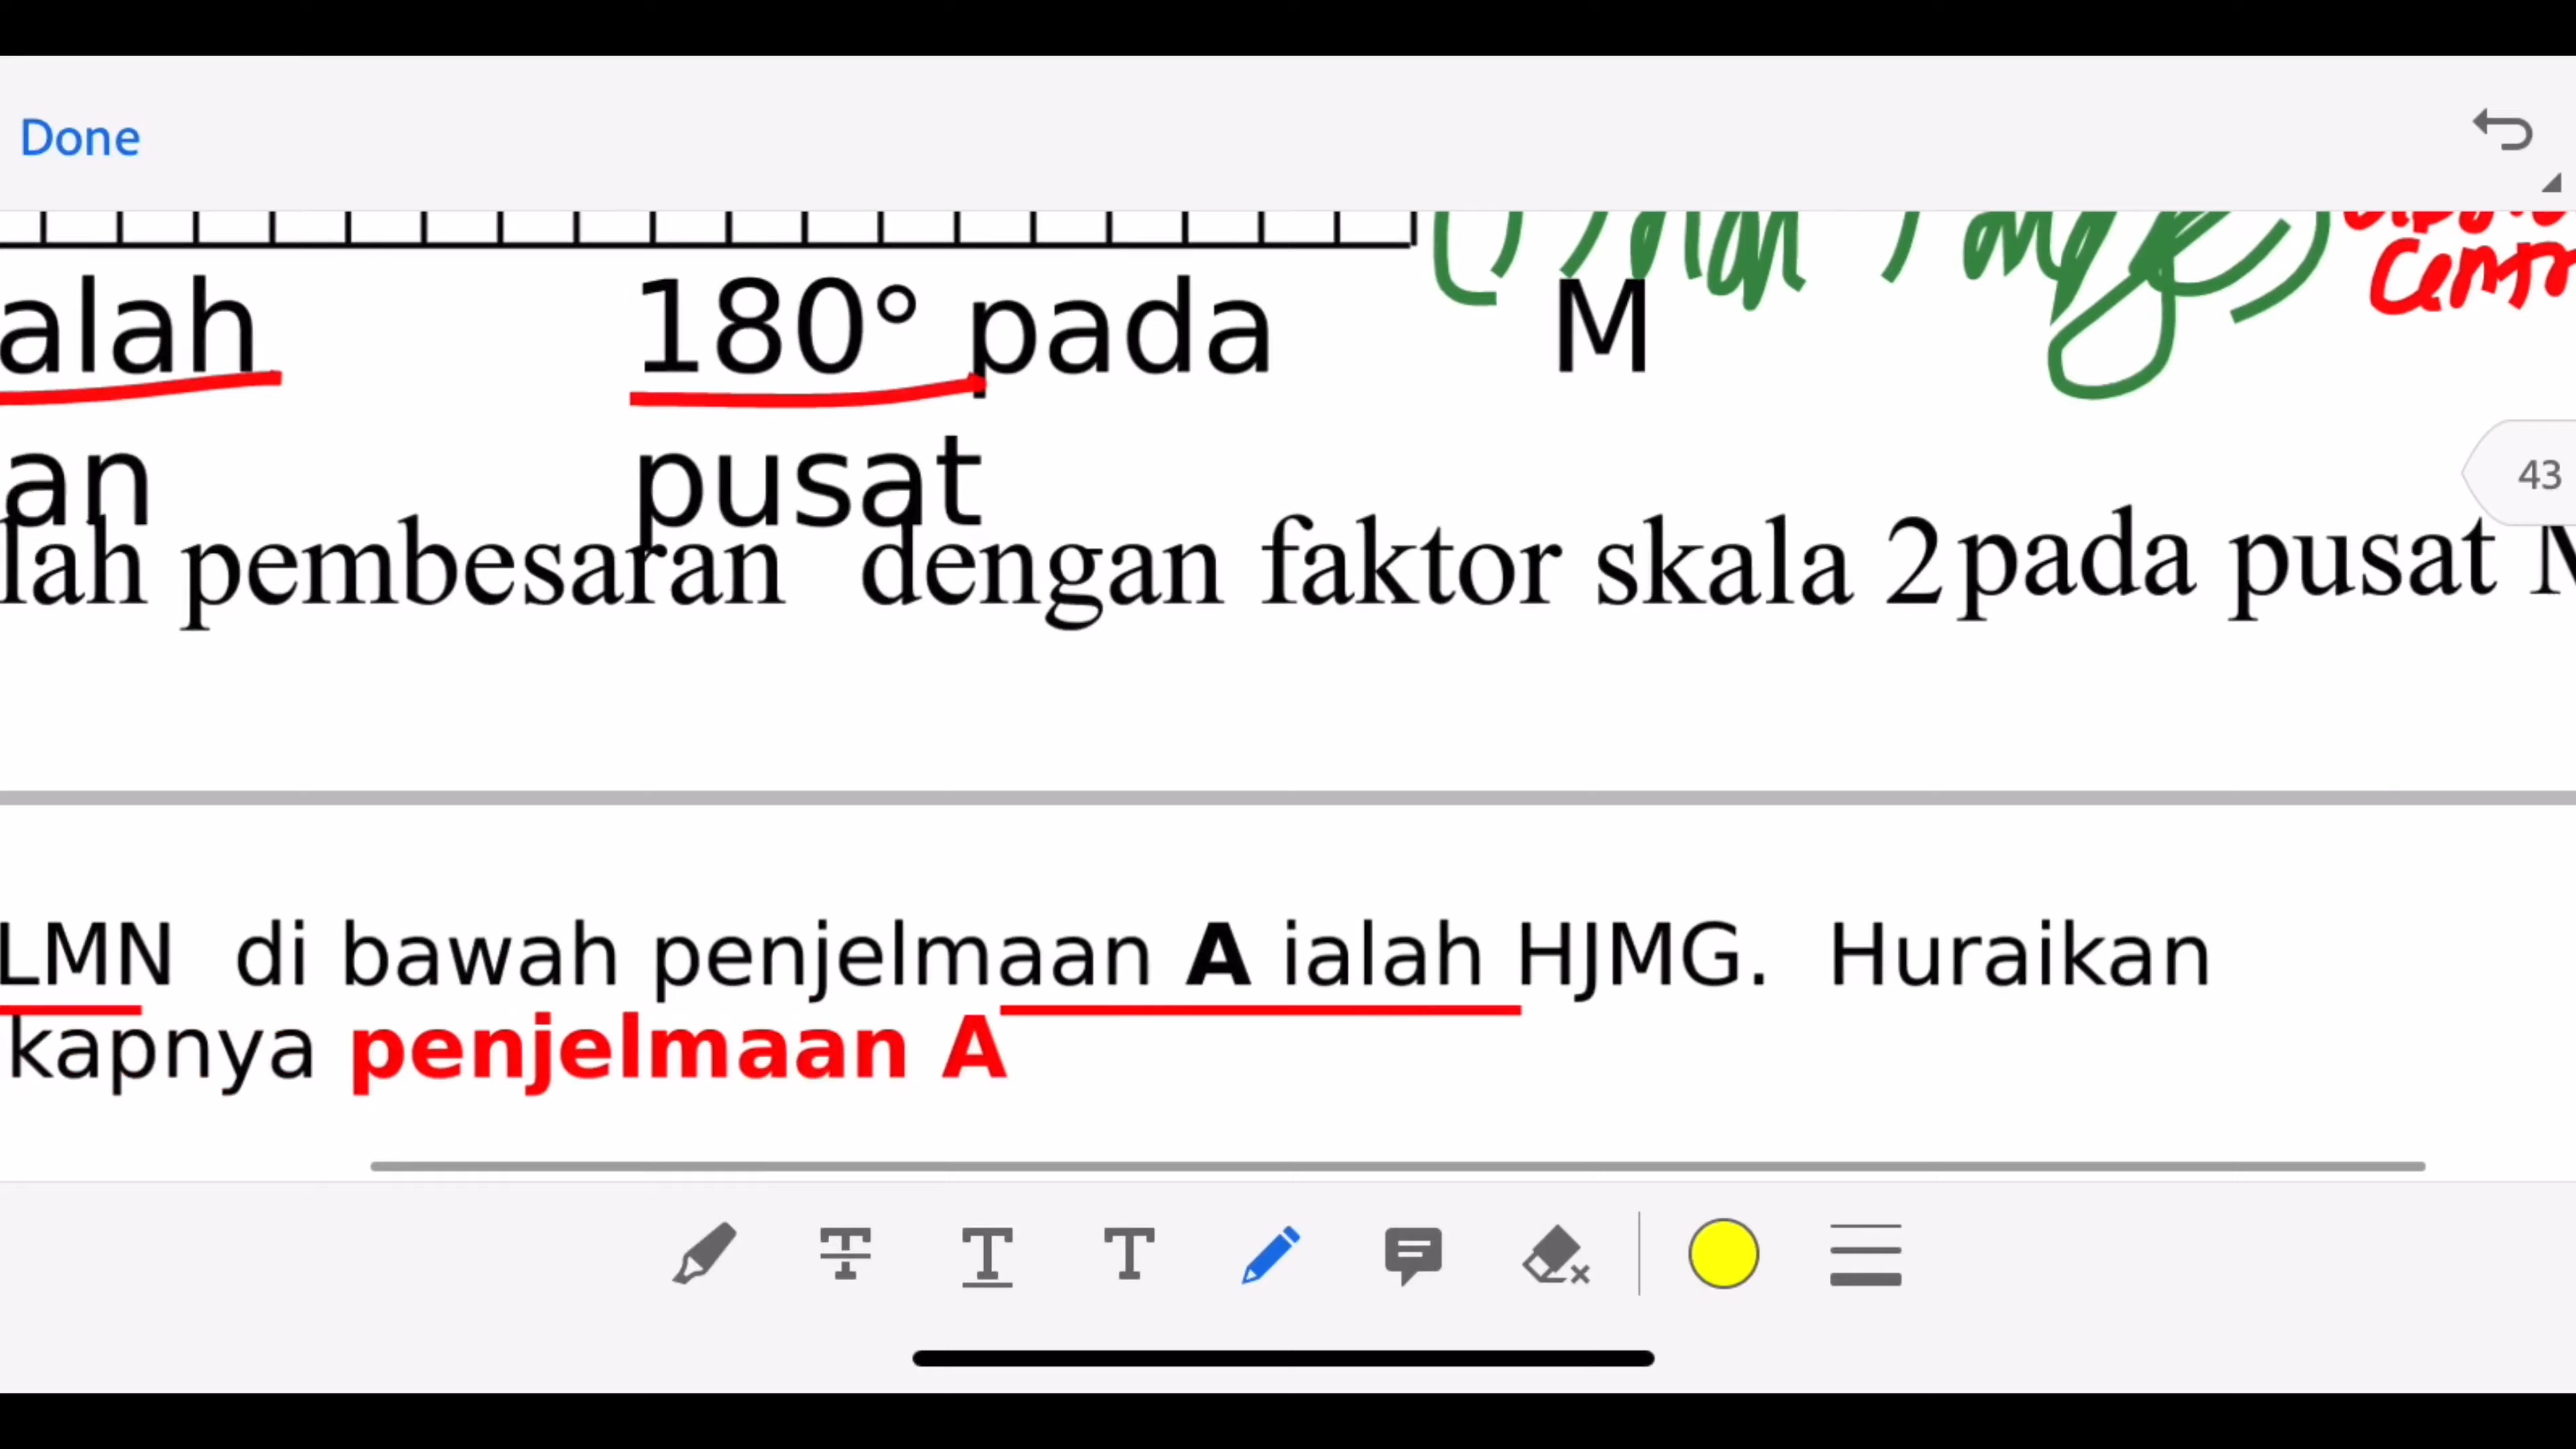 Done
alah 180° pada M
an pusat
lah pembesaran dengan faktor skala 2 pada pusat M
43
LMN di bawah penjelmaan A ialah HJMG. Huraikan
kapnya penjelmaan A